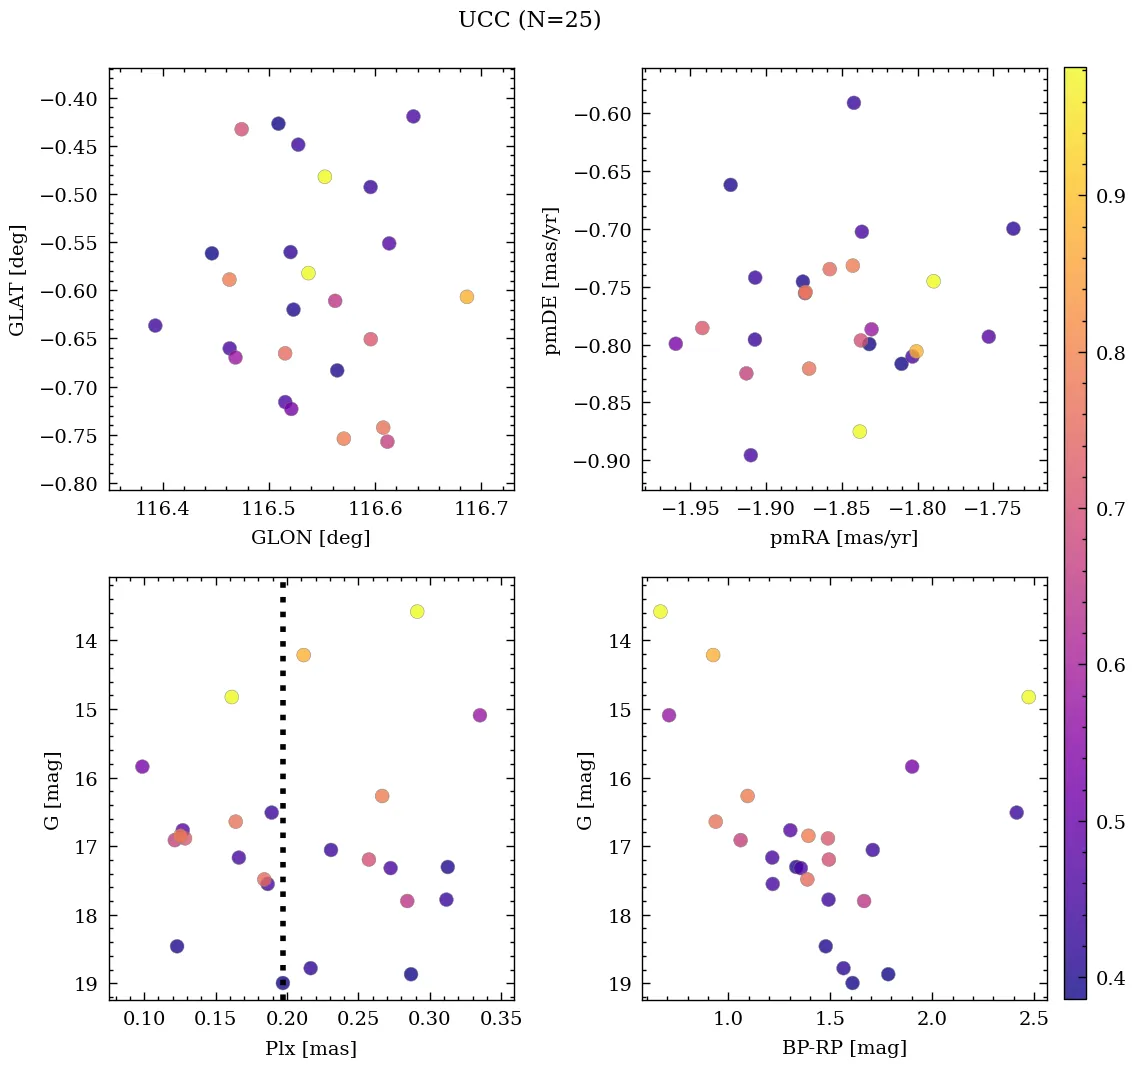 UCC (N=25)
−0.40
−0.45
−0.50
−0.55
−0.60
−0.65
−0.70
−0.75
−0.80
GLAT [deg]
116.4 116.5 116.6 116.7
GLON [deg]
−0.60
−0.65
−0.70
−0.75
−0.80
−0.85
−0.90
pmDE [mas/yr]
−1.95 −1.90 −1.85 −1.80 −1.75
pmRA [mas/yr]
0.9
0.8
0.7
0.6
0.5
0.4
14
15
16
17
18
19
G [mag]
0.10 0.15 0.20 0.25 0.30 0.35
Plx [mas]
14
15
16
17
18
19
G [mag]
1.0 1.5 2.0 2.5
BP-RP [mag]